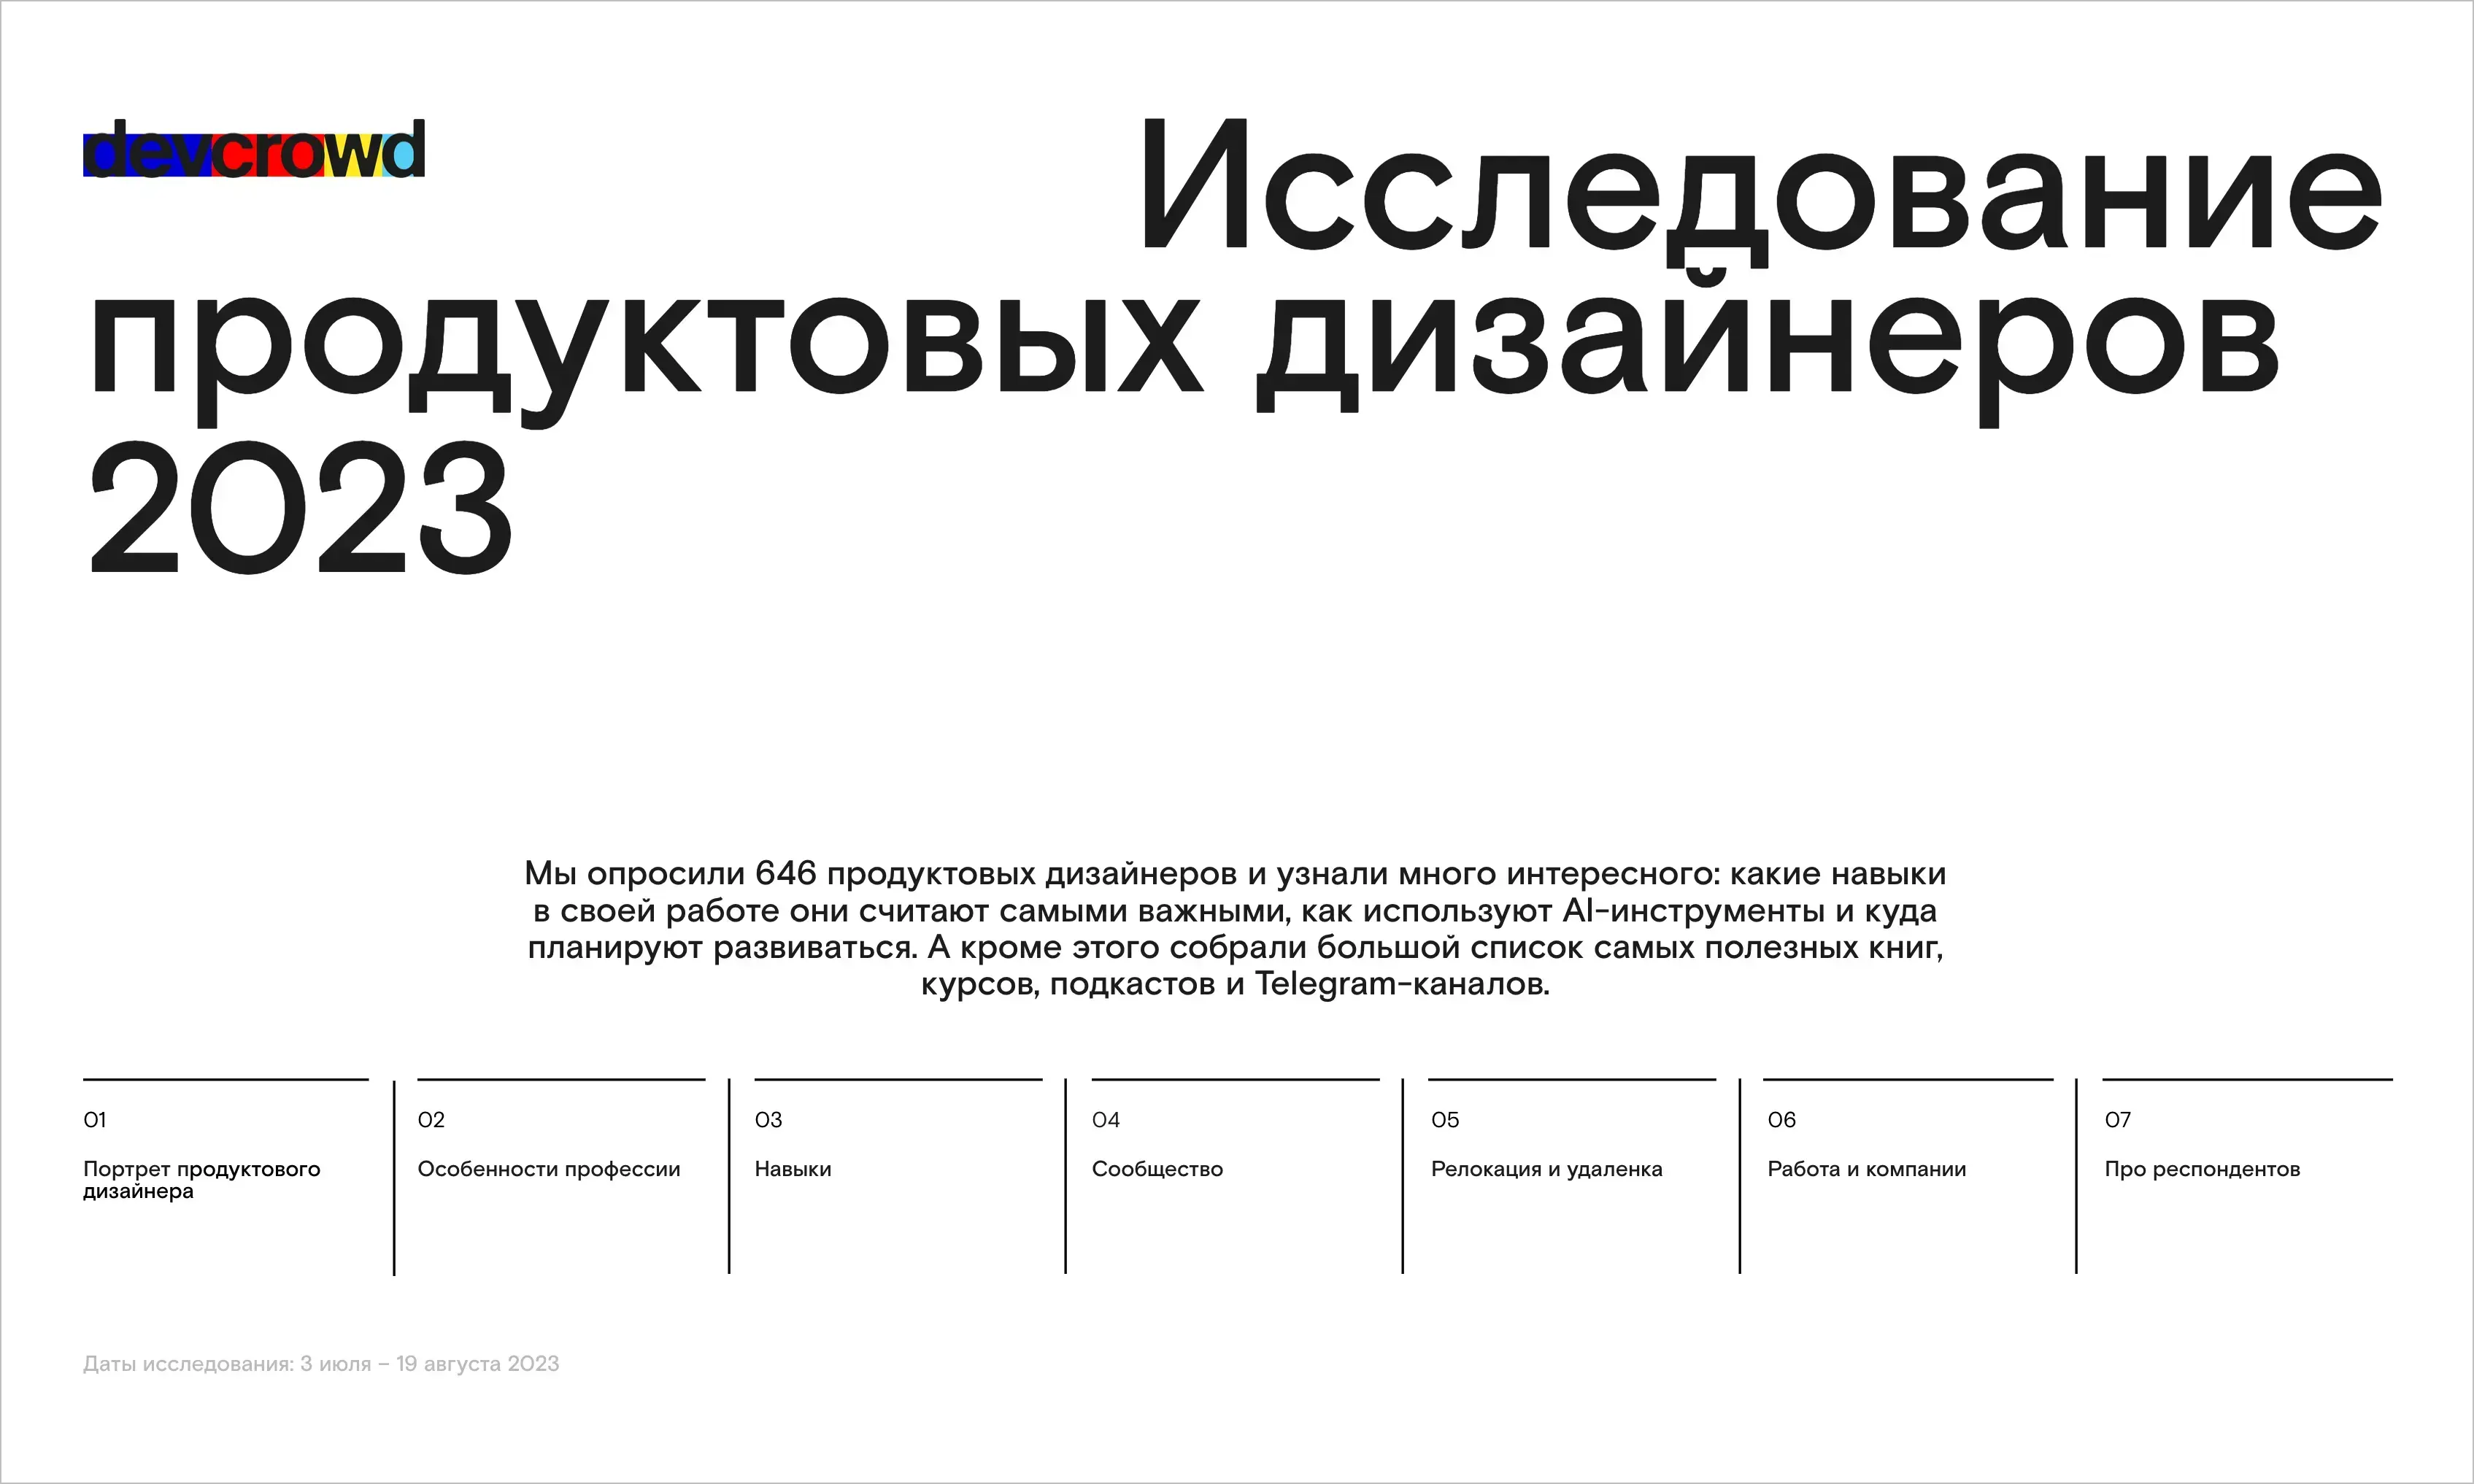 devcrowd
Исследование
продуктовых дизайнеров
2023
Мы опросили 646 продуктовых дизайнеров и узнали много интересного: какие навыки
в своей работе они считают самыми важными, как используют AI-инструменты и куда
планируют развиваться. А кроме этого собрали большой список самых полезных книг,
курсов, подкастов и Telegram-каналов.
01
Портрет продуктового
дизайнера
02
Особенности профессии
03
Навыки
04
Сообщество
05
Релокация и удаленка
06
Работа и компании
07
Про респондентов
Даты исследования: 3 июля – 19 августа 2023